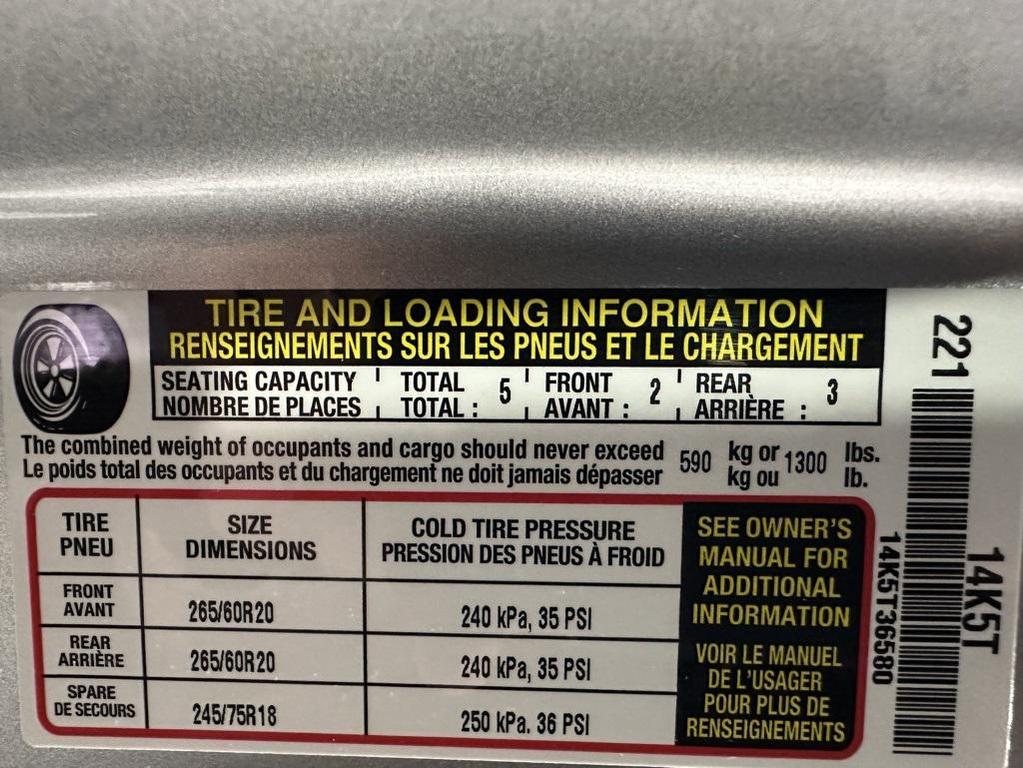 TIRE AND LOADING INFORMATION
RENSEIGNEMENTS SUR LES PNEUS ET LE CHARGEMENT
SEATING CAPACITY TOTAL 5 FRONT 2 REAR 3
NOMBRE DE PLACES TOTAL : AVANT : ARRIÈRE :
The combined weight of occupants and cargo should never exceed 590 kg or 1300 lbs.
Le poids total des occupants et du chargement ne doit jamais dépasser kg ou lb.
TIRE SIZE COLD TIRE PRESSURE
PNEU DIMENSIONS PRESSION DES PNEUS À FROID
FRONT
AVANT 265/60R20 240 kPa, 35 PSI
REAR
ARRIÈRE 265/60R20 240 kPa, 35 PSI
SPARE
DE SECOURS 245/75R18 250 kPa. 36 PSI
SEE OWNER'S
MANUAL FOR
ADDITIONAL
INFORMATION
VOIR LE MANUEL
DE L'USAGER
POUR PLUS DE
RENSEIGNEMENTS
221
14K5T
14K5T36580